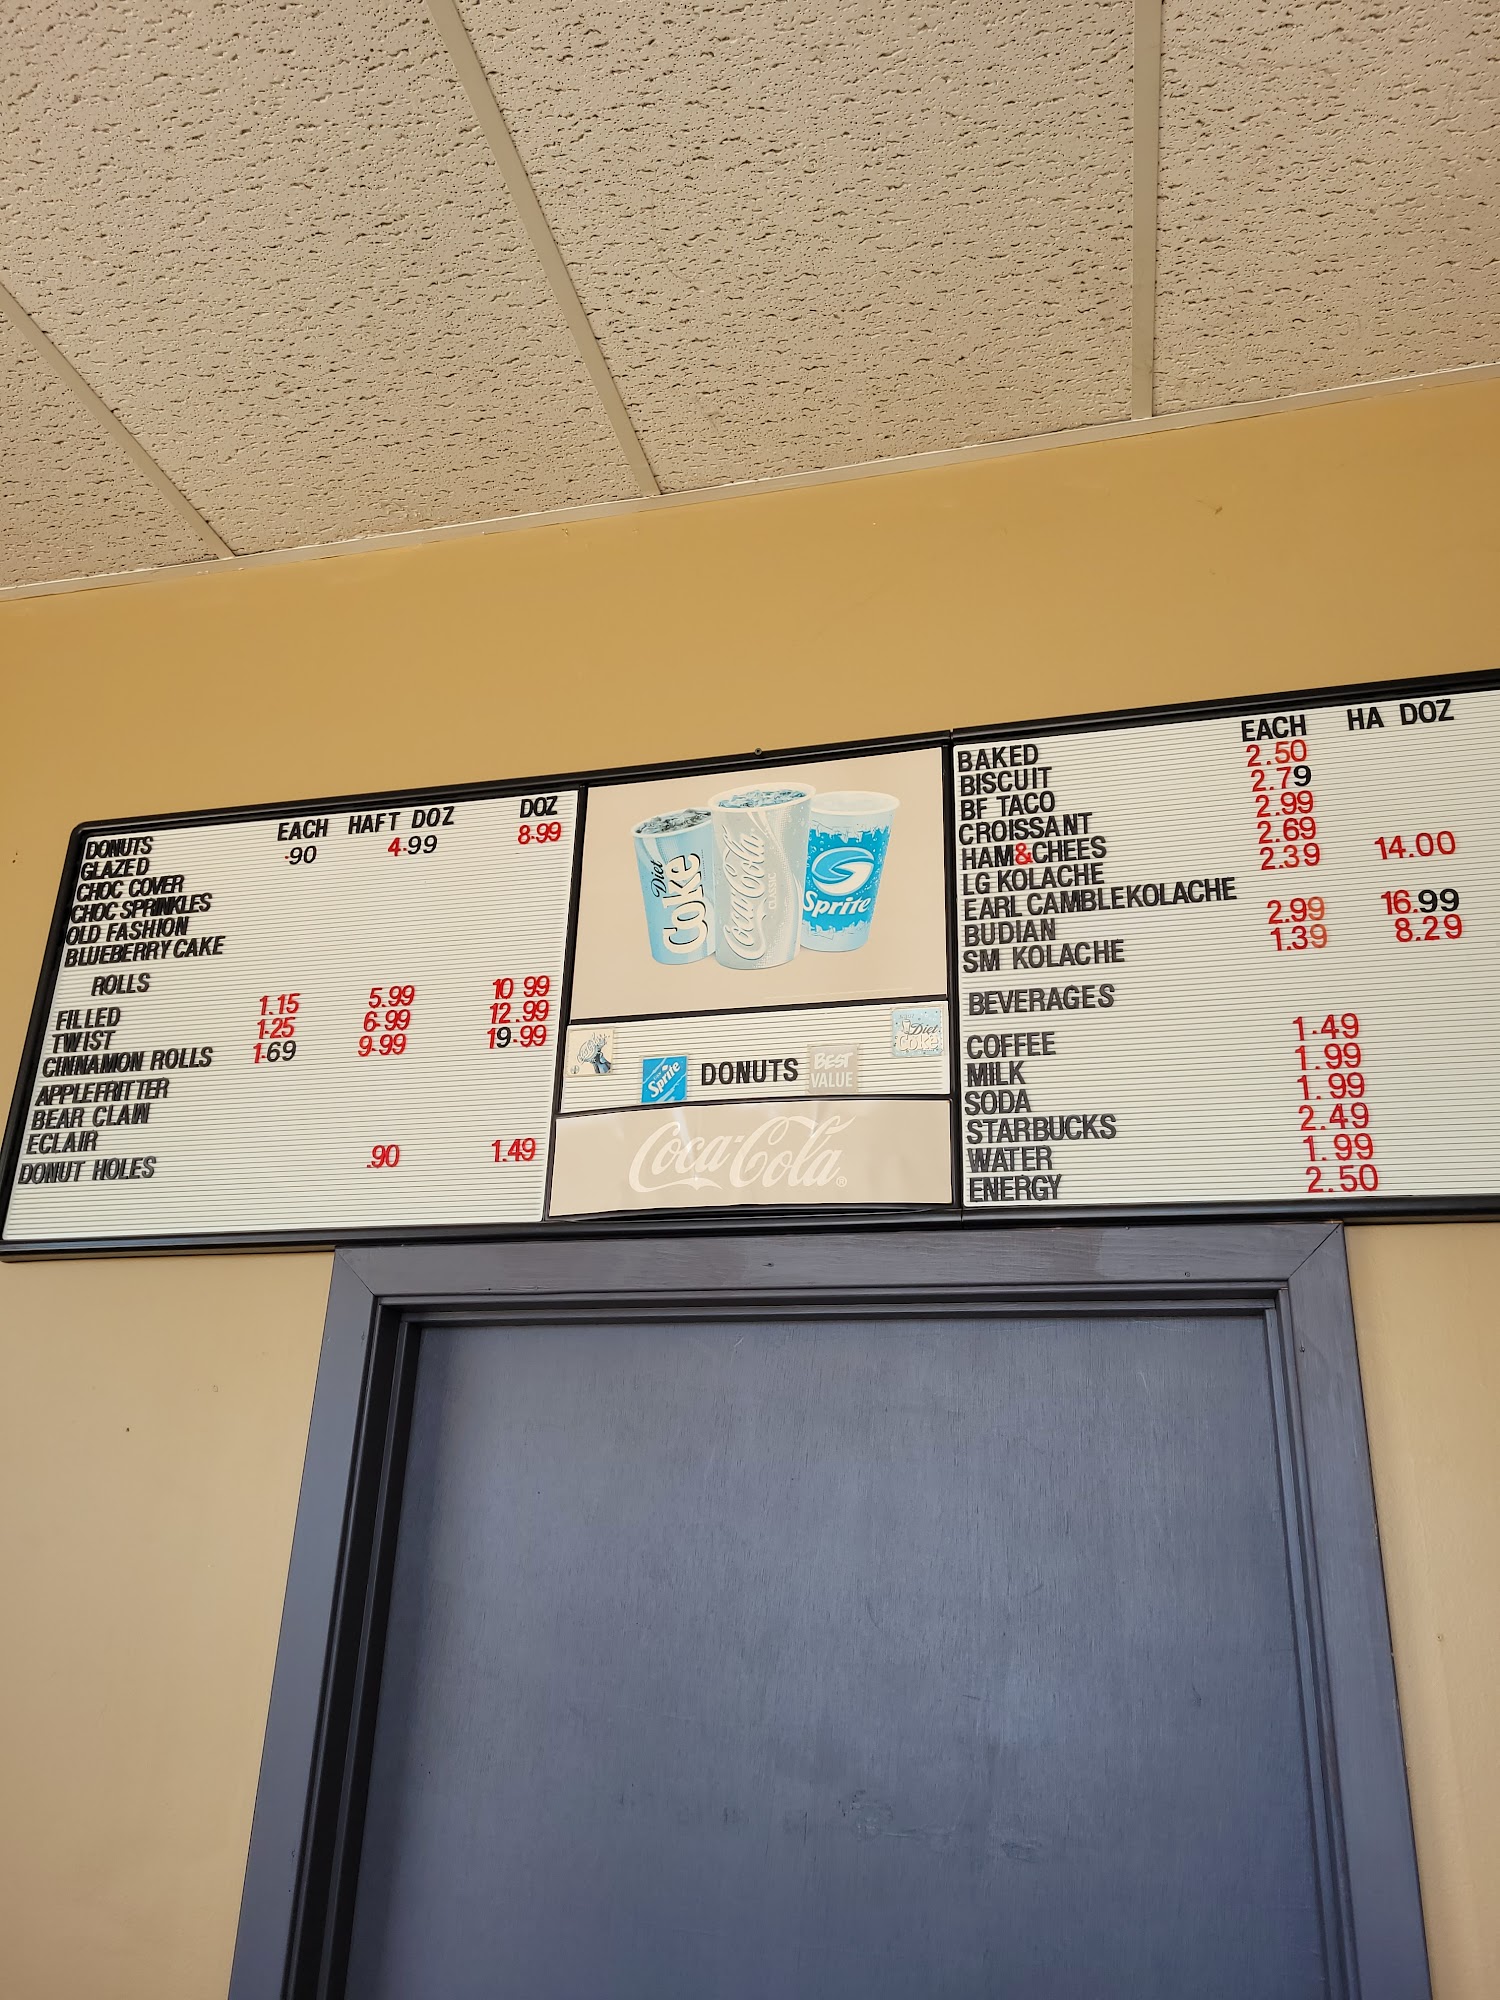 EACH HAFT DOZ DOZ
DONUTS .90 4.99 8.99
GLAZED
CHOC COVER
CHOC SPRINKLES
OLD FASHION
BLUEBERRY CAKE
ROLLS
FILLED 1.15 5.99 10 99
TWIST 1.25 6.99 12.99
CINNAMON ROLLS 1.69 9.99 19.99
APPLEFRITTER
BEAR CLAW
ECLAIR
DONUT HOLES .90 1.49
Diet Coke
Coca-Cola
CLASSIC
Sprite
Diet Coke
Sprite
DONUTS
BEST VALUE
Coca-Cola®
EACH HA DOZ
BAKED 2.50
BISCUIT 2.79
BF TACO 2.99
CROISSANT 2.69
HAM&CHEES 2.39 14.00
LG KOLACHE
EARL CAMBLEKOLACHE
BUDIAN 2.99 16.99
SM KOLACHE 1.39 8.29
BEVERAGES
COFFEE 1.49
MILK 1.99
SODA 1.99
STARBUCKS 2.49
WATER 1.99
ENERGY 2.50